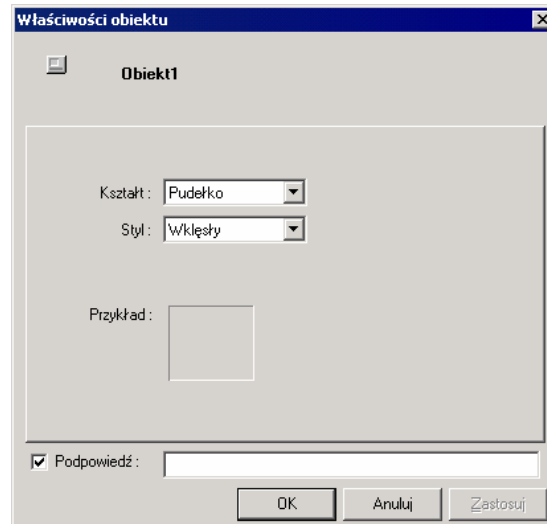 Właściwości obiektu
Obiekt1
Kształt : Pudełko
Styl : Wklęsły
Przykład :
Podpowiedź :
OK Anuluj Zastosuj